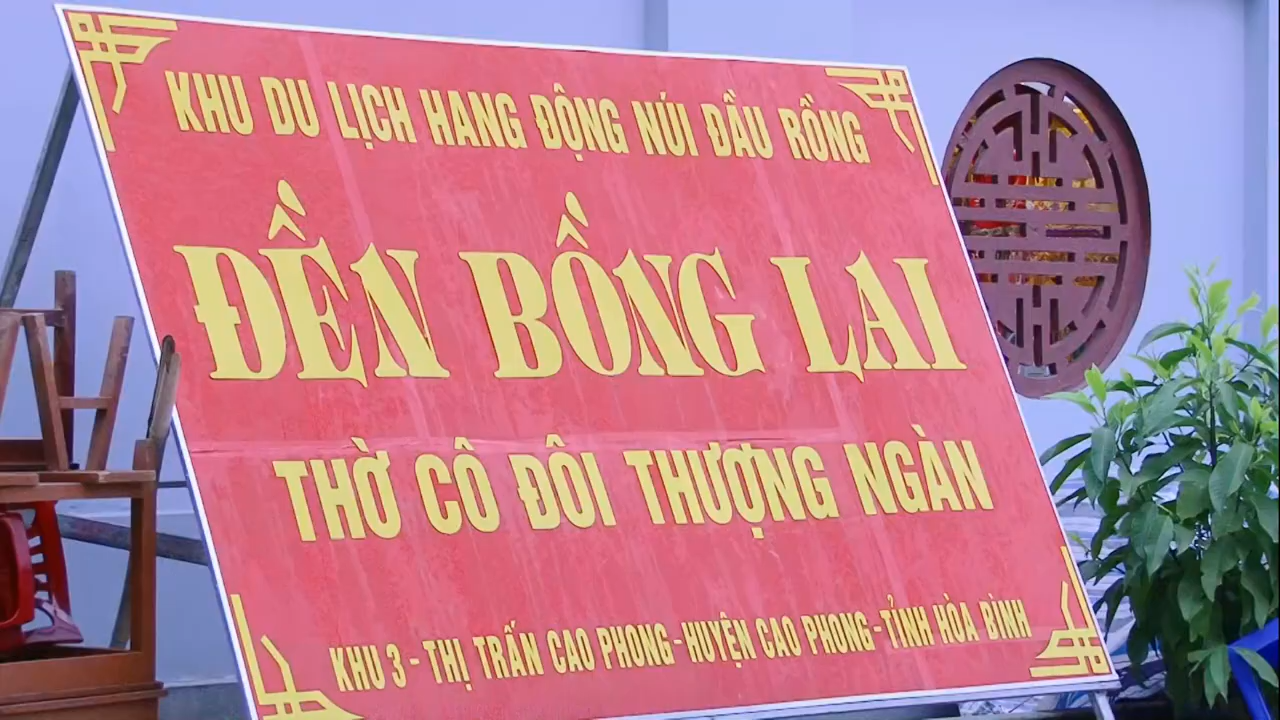 KHU DU LỊCH HANG ĐỘNG NÚI ĐẦU RỒNG
ĐỀN BỒNG LAI
THỜ CÔ ĐÔI THƯỢNG NGÀN
KHU 3 - THỊ TRẤN CAO PHONG - HUYỆN CAO PHONG - TỈNH HÒA BÌNH